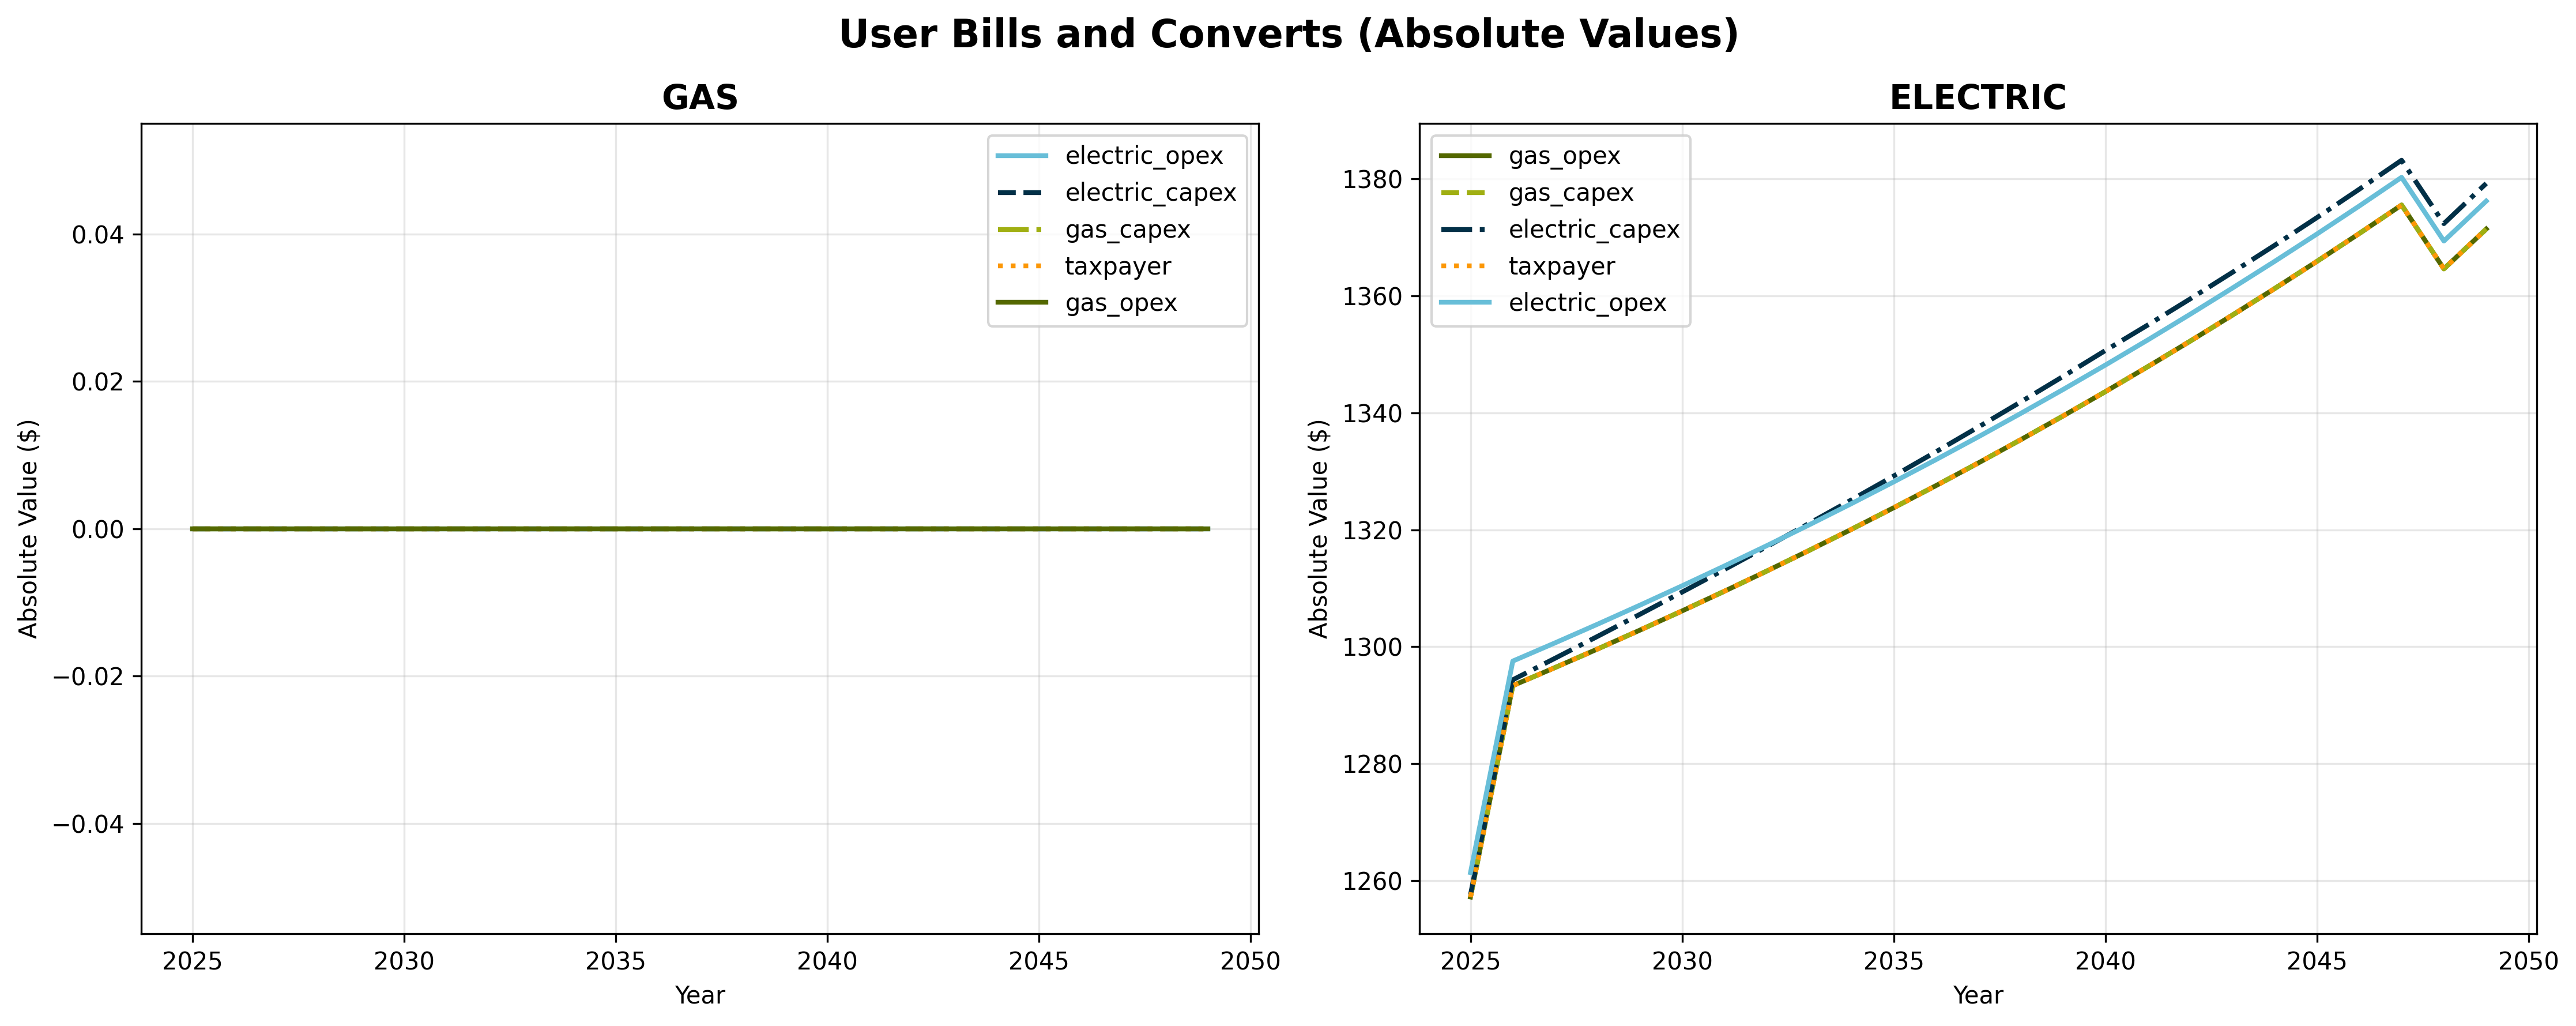 User Bills and Converts (Absolute Values)
GAS
electric_opex
electric_capex
gas_capex
taxpayer
gas_opex
0.04
0.02
0.00
−0.02
−0.04
Absolute Value ($)
2025 2030 2035 2040 2045 2050
Year
ELECTRIC
gas_opex
gas_capex
electric_capex
taxpayer
electric_opex
1380
1360
1340
1320
1300
1280
1260
Absolute Value ($)
2025 2030 2035 2040 2045 2050
Year